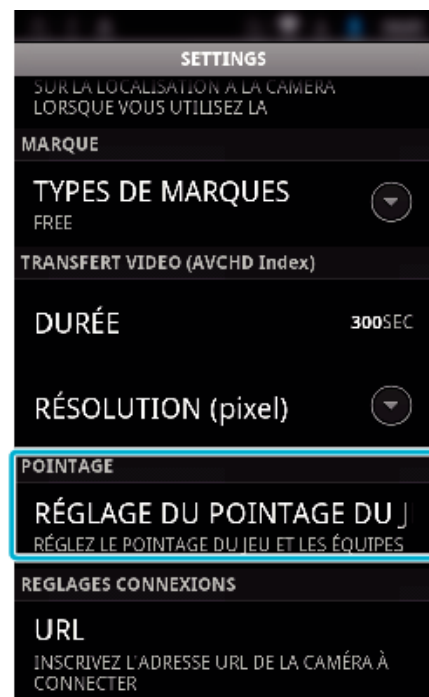 SETTINGS
SUR LA LOCALISATION A LA CAMÉRA
LORSQUE VOUS UTILISEZ LA
MARQUE
TYPES DE MARQUES
FREE
TRANSFERT VIDEO (AVCHD Index)
DURÉE
300SEC
RÉSOLUTION (pixel)
POINTAGE
RÉGLAGE DU POINTAGE DU J
RÉGLEZ LE POINTAGE DU JEU ET LES ÉQUIPES
REGLAGES CONNEXIONS
URL
INSCRIVEZ L'ADRESSE URL DE LA CAMÉRA À
CONNECTER